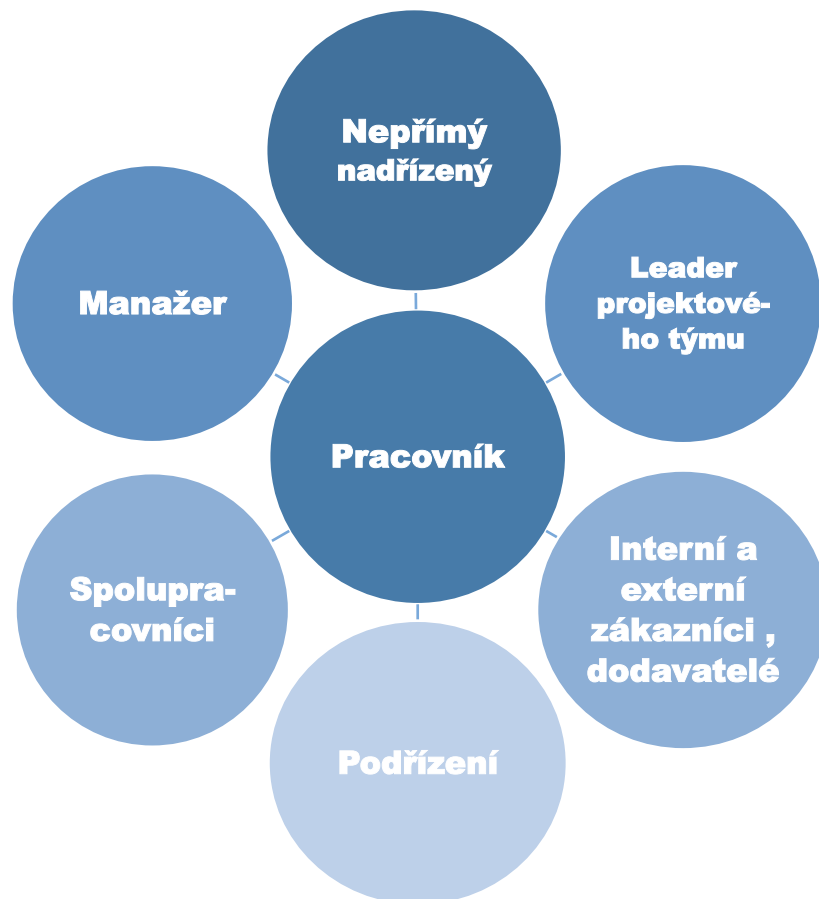 Nepřímý
nadřízený
Manažer
Leader
projektové-
ho týmu
Pracovník
Spolupra-
covníci
Interní a
externí
zákazníci ,
dodavatelé
Podřízení